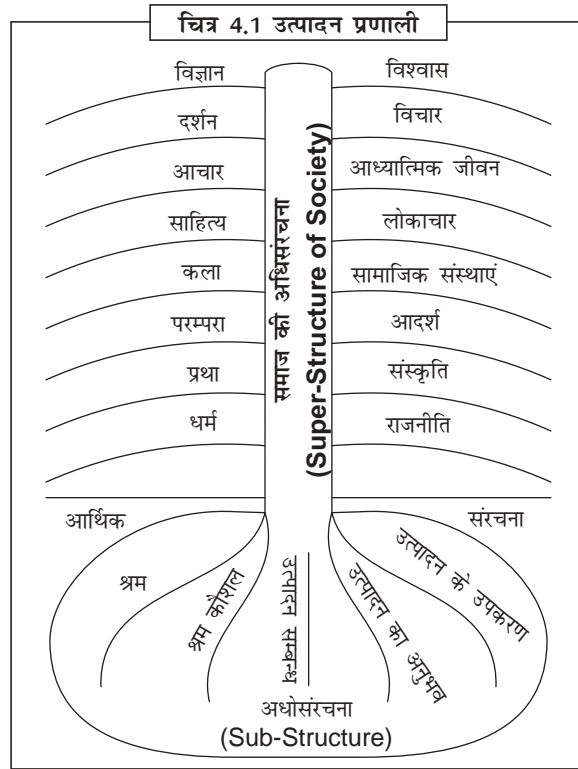 चित्र 4.1 उत्पादन प्रणाली
विज्ञान
विश्वास
दर्शन
विचार
आचार
आध्यात्मिक जीवन
साहित्य
लोकाचार
कला
सामाजिक संस्थाएं
परम्परा
आदर्श
प्रथा
संस्कृति
धर्म
राजनीति
समाज की अधिसंरचना
(Super-Structure of Society)
आर्थिक
संरचना
श्रम
श्रम कौशल
उत्पादन सम्बन्ध
उत्पादन का अनुभव
उत्पादन के उपकरण
अधोसंरचना
(Sub-Structure)